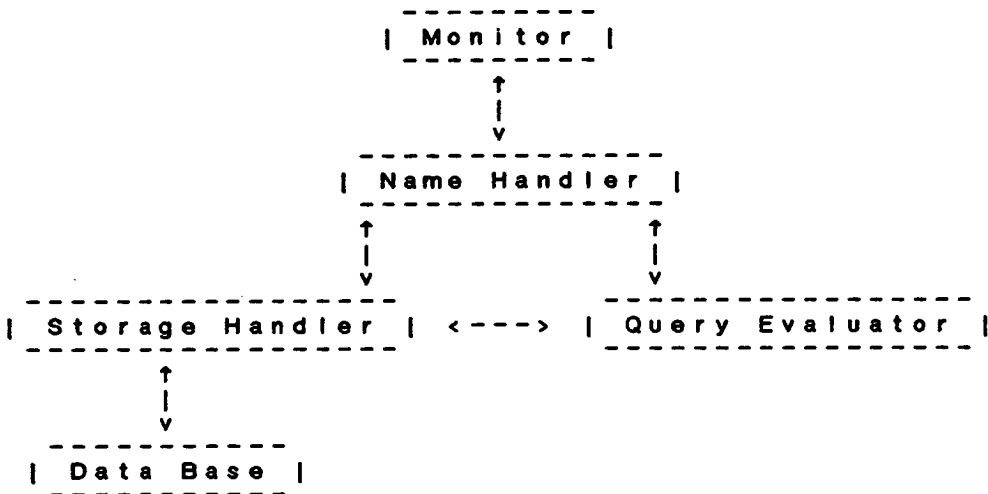 Monitor
Name Handler
Storage Handler <---> Query Evaluator
Data Base